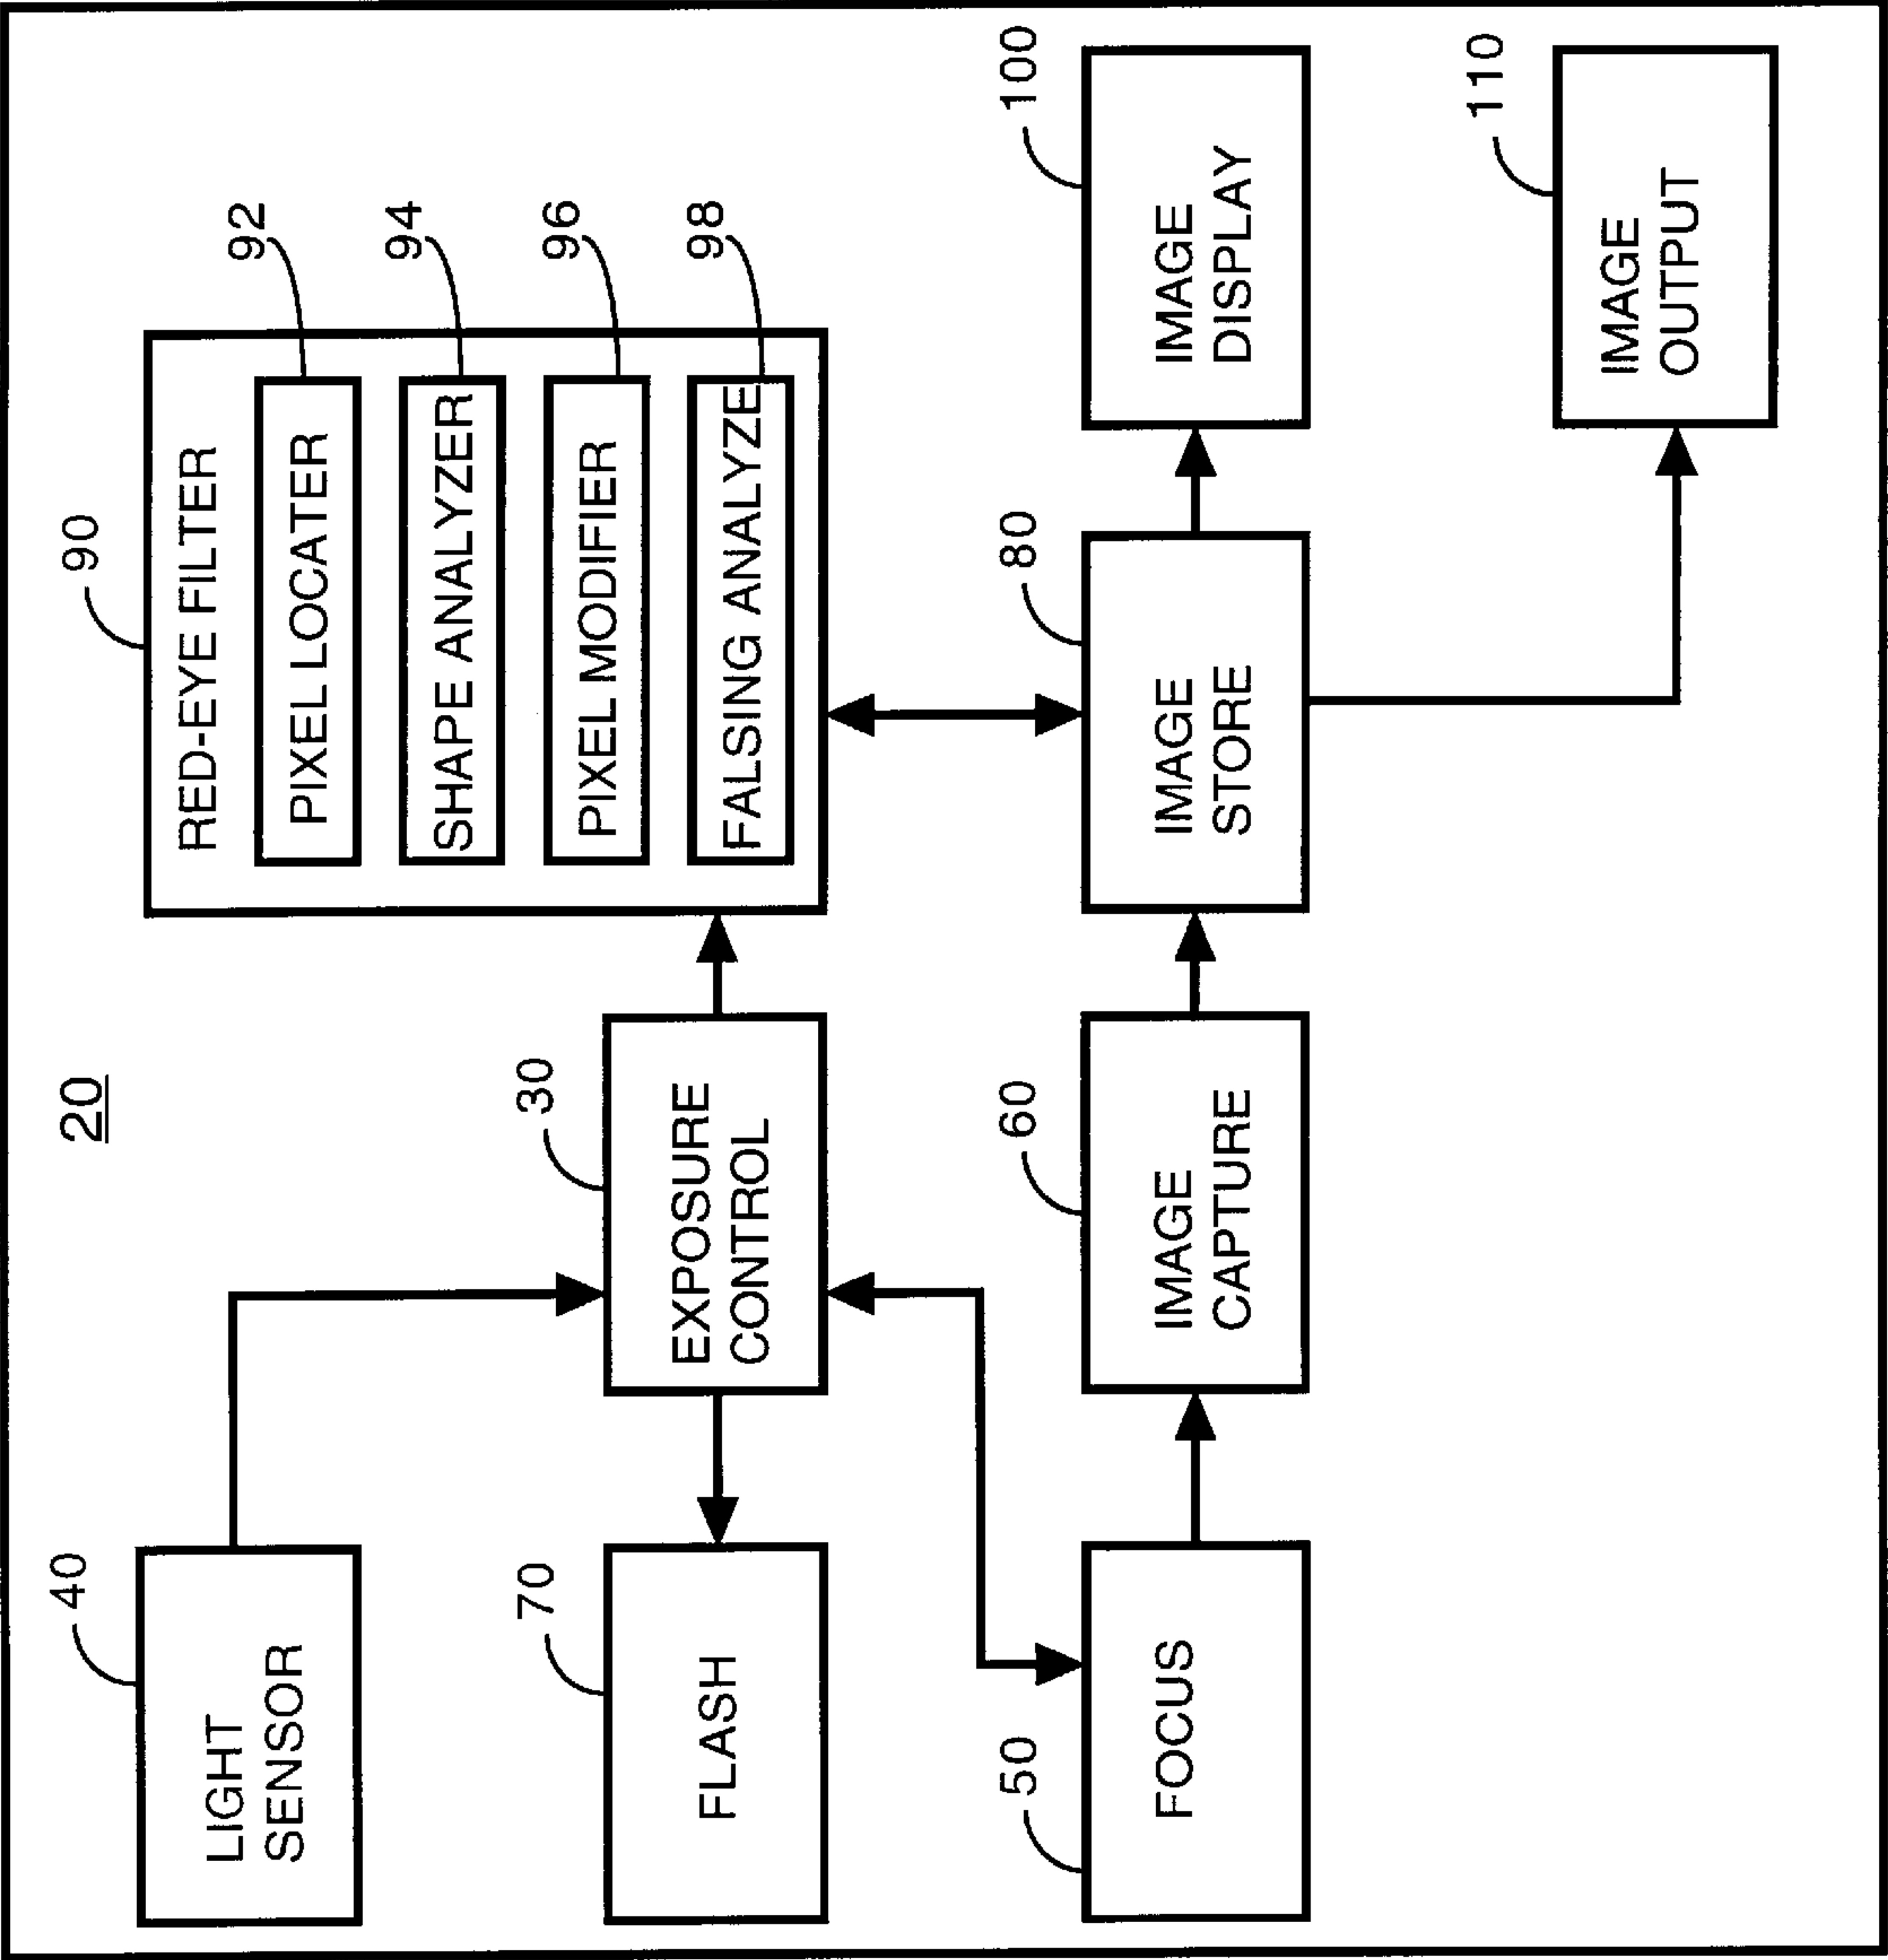 20
40
LIGHT
SENSOR
30
EXPOSURE
CONTROL
90
RED-EYE FILTER
PIXEL LOCATER
92
SHAPE ANALYZER
94
PIXEL MODIFIER
96
FALSING ANALYZE
98
70
FLASH
50
FOCUS
60
IMAGE
CAPTURE
80
IMAGE
STORE
100
IMAGE
DISPLAY
110
IMAGE
OUTPUT